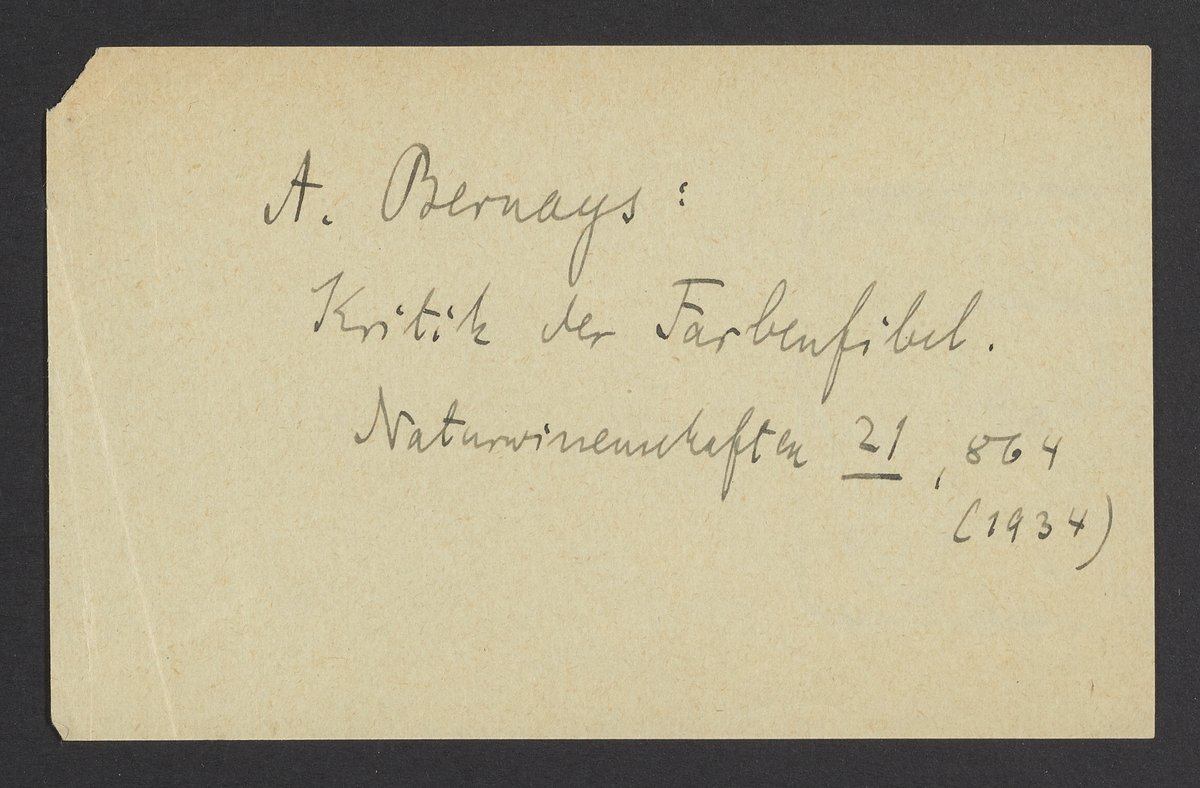 A. Bernays:
Kritik der Farbenfibel.
Naturwissenschaften 21, 864
(1934)